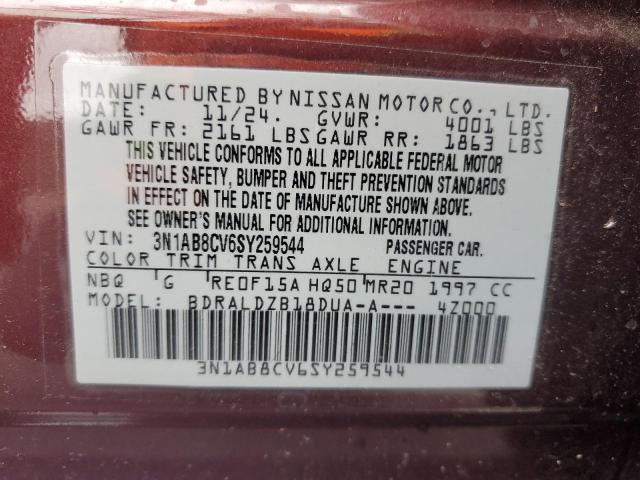 MANUFACTURED BY NISSAN MOTOR CO., LTD.
DATE: 11/24. GVWR: 4001 LBS
GAWR FR: 2161 LBS GAWR RR: 1863 LBS
THIS VEHICLE CONFORMS TO ALL APPLICABLE FEDERAL MOTOR
VEHICLE SAFETY, BUMPER AND THEFT PREVENTION STANDARDS
IN EFFECT ON THE DATE OF MANUFACTURE SHOWN ABOVE.
SEE OWNER'S MANUAL FOR ADDITIONAL INFORMATION.
VIN: 3N1AB8CV6SY259544 PASSENGER CAR.
COLOR TRIM TRANS AXLE ENGINE
NBQ G RE0F15A HQ50 MR20 1997 CC
MODEL: BDRALDZB18DUA-A--- 4Z000
3N1AB8CV6SY259544